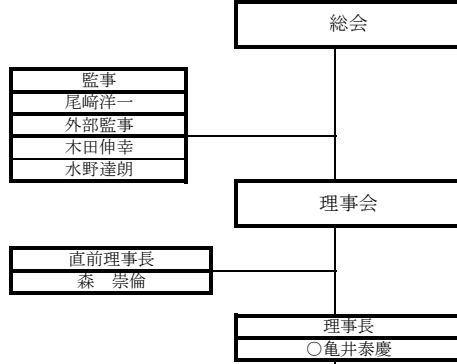 総会
監事
尾﨑洋一
外部監事
木田伸幸
水野達朗
理事会
直前理事長
森　崇倫
理事長
○亀井泰慶